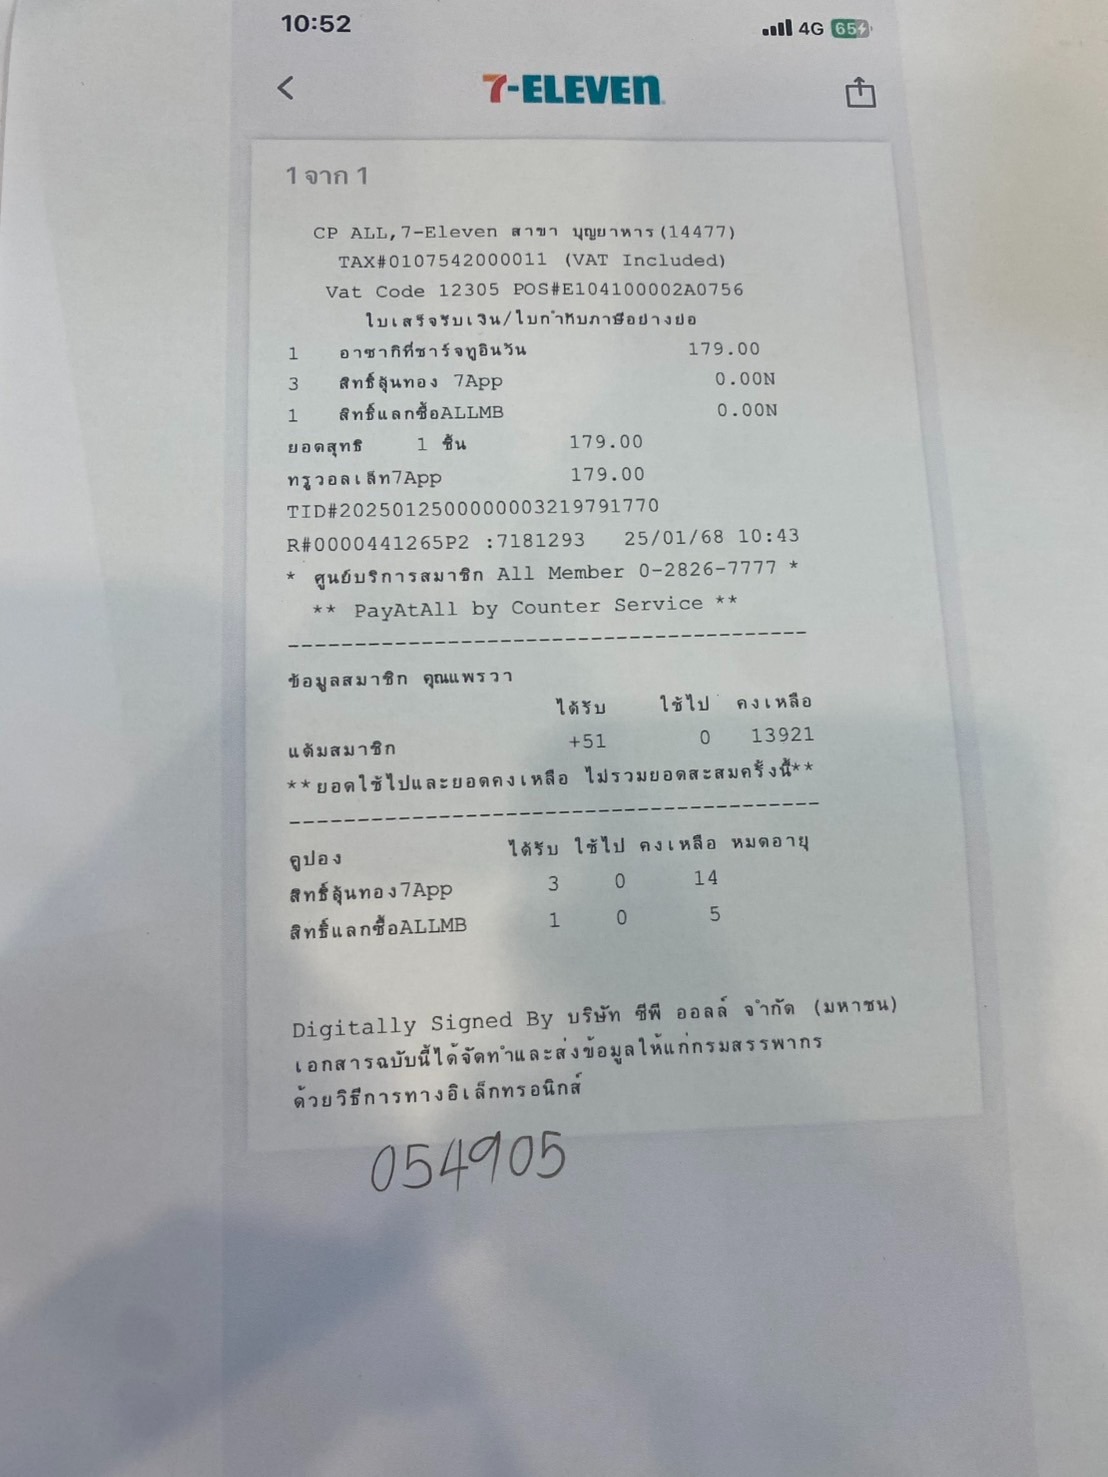 10:52 4G 65
7-ELEVEN
1 จาก 1
CP ALL,7-Eleven สาขา บุญยาหาร(14477)
TAX#0107542000011 (VAT Included)
Vat Code 12305 POS#E104100002A0756
ใบเสร็จรับเงิน/ใบกำกับภาษีอย่างย่อ
1 อาซากิที่ชาร์จทูอินวัน 179.00
3 สิทธิ์ลุ้นทอง 7App 0.00N
1 สิทธิ์แลกซื้อALLMB 0.00N
ยอดสุทธิ 1 ชิ้น 179.00
ทรูวอลเล็ท7App 179.00
TID#2025012500000003219791770
R#0000441265P2 :7181293 25/01/68 10:43
* ศูนย์บริการสมาชิก All Member 0-2826-7777 *
** PayAtAll by Counter Service **
ข้อมูลสมาชิก คุณแพรวา
ได้รับ ใช้ไป คงเหลือ
แต้มสมาชิก +51 0 13921
**ยอดใช้ไปและยอดคงเหลือ ไม่รวมยอดสะสมครั้งนี้**
คูปอง ได้รับ ใช้ไป คงเหลือ หมดอายุ
สิทธิ์ลุ้นทอง7App 3 0 14
สิทธิ์แลกซื้อALLMB 1 0 5
Digitally Signed By บริษัท ซีพี ออลล์ จำกัด (มหาชน)
เอกสารฉบับนี้ได้จัดทำและส่งข้อมูลให้แก่กรมสรรพากร
ด้วยวิธีการทางอิเล็กทรอนิกส์
054905